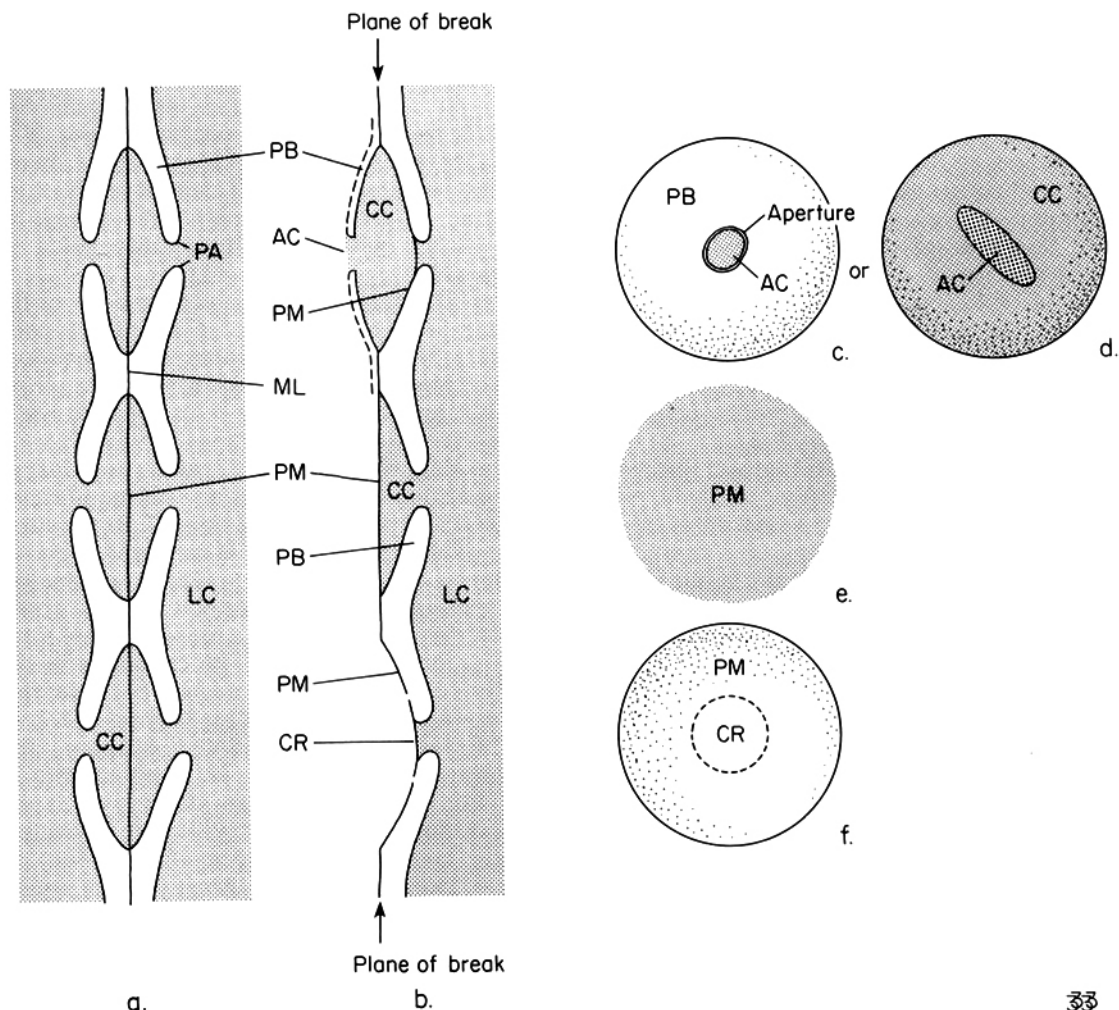 Plane of break
PB
CC
AC
PA
PM
ML
PM
CC
PB
LC
LC
PM
CC
CR
Plane of break
a.
b.
PB
Aperture
AC
c.
or
CC
AC
d.
PM
e.
PM
CR
f.
33